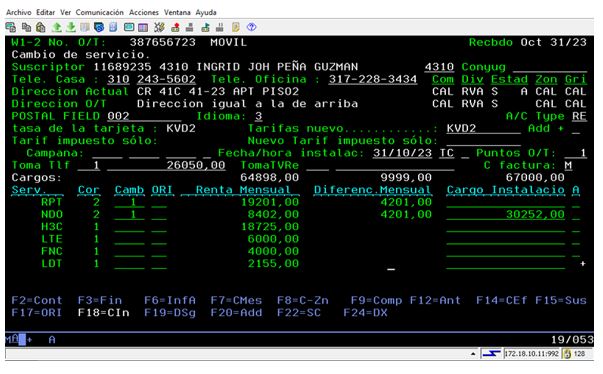 Archivo Editar Ver Comunicación Acciones Ventana Ayuda
W1-2 No. O/T: 387656723 MOVIL Recbdo Oct 31/23
Cambio de servicio.
Suscriptor 11689235 4310 INGRID JOH PEÑA GUZMAN 4310 Conyug
Tele. Casa : 310 243-5602 Tele. Oficina : 317-228-3434 Com Div Estad Zon Gri
Direccion Actual CR 41C 41-23 APT PISO2 CAL RVA S A CAL CAL
Direccion O/T Direccion igual a la de arriba CAL RVA S CAL CAL
POSTAL FIELD 002 Idioma: 3 A/C Type RE
tasa de la tarjeta : KVD2 Tarifas nuevo............: KVD2 Add +
Tarif impuesto sólo: Nuevo Tarif impuesto sólo:
Campana: Fecha/hora instalac: 31/10/23 TC Puntos O/T: 1
Toma Tlf 1 26050,00 TomaTVRe C factura: M
Cargos: 64898,00 9999,00 67000,00
Serv. Cor Camb ORI Renta Mensual Diferenc.Mensual Cargo Instalacio A
RPT 2 1 19201,00 4201,00
NDO 2 1 8402,00 4201,00 30252,00
H3C 1 18725,00
LTE 1 6000,00
FNC 1 4000,00
LDT 1 2155,00 +
F2=Cont F3=Fin F6=InfA F7=CMes F8=C-Zn F9=Comp F12=Ant F14=CEf F15=Sus
F17=ORI F18=CIn F19=DSg F20=Add F22=SC F24=DX
A 19/053
172.18.10.11:992 128